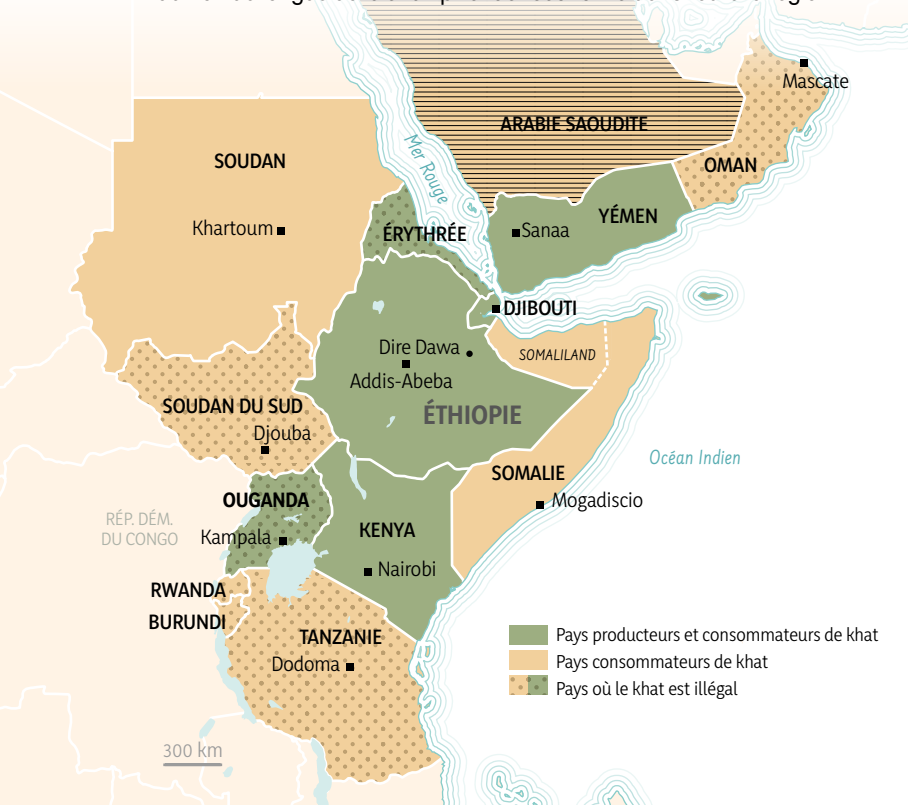 Mascate
ARABIE SAOUDITE
Mer Rouge
SOUDAN
OMAN
Khartoum
ÉRYTHRÉE
Sanaa
YÉMEN
DJIBOUTI
Dire Dawa
SOMALILAND
Addis-Abeba
ÉTHIOPIE
SOUDAN DU SUD
Djouba
Océan Indien
SOMALIE
Mogadiscio
OUGANDA
RÉP. DÉM.
DU CONGO
Kampala
KENYA
Nairobi
RWANDA
BURUNDI
TANZANIE
Dodoma
Pays producteurs et consommateurs de khat
Pays consommateurs de khat
Pays où le khat est illégal
300 km